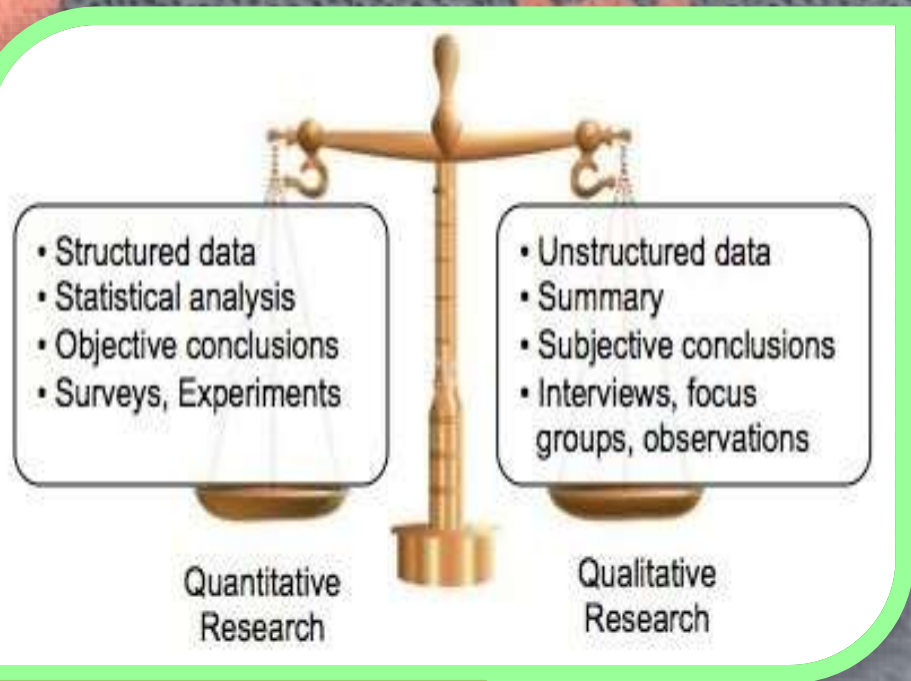 • Structured data
• Statistical analysis
• Objective conclusions
• Surveys, Experiments
Quantitative
Research
• Unstructured data
• Summary
• Subjective conclusions
• Interviews, focus
groups, observations
Qualitative
Research